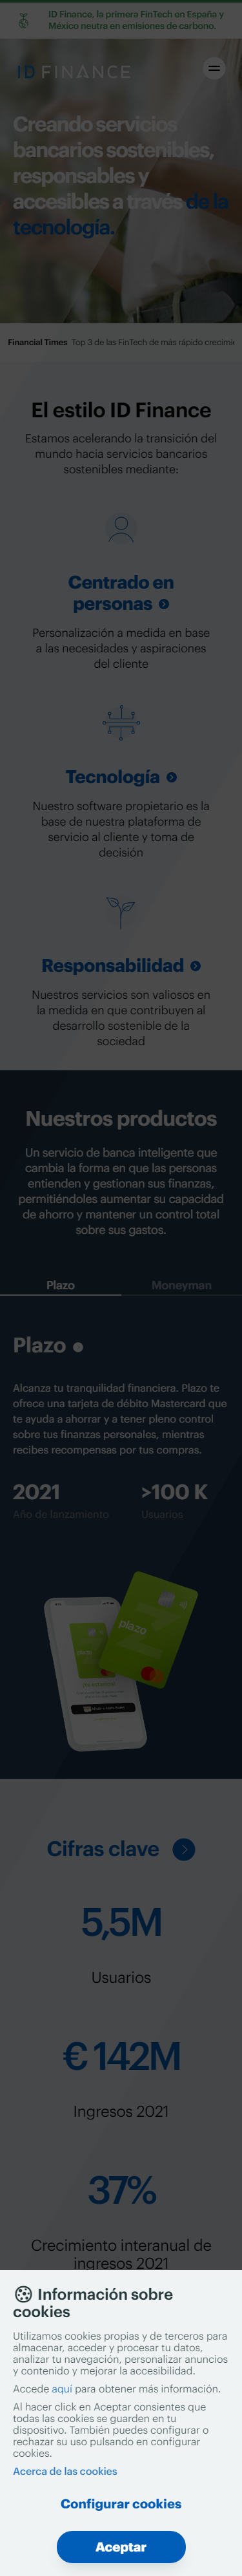 ID Finance, la primera FinTech en España y
México neutra en emisiones de carbono.
ID FINANCE
Creando servicios
bancarios sostenibles,
responsables y
accesibles a través de la
tecnología.
Financial Times Top 3 de las FinTech de más rápido crecimie
El estilo ID Finance
Estamos acelerando la transición del
mundo hacia servicios bancarios
sostenibles mediante:
Centrado en
personas
Personalización a medida en base
a las necesidades y aspiraciones
del cliente
Tecnología
Nuestro software propietario es la
base de nuestra plataforma de
servicio al cliente y toma de
decisión
Responsabilidad
Nuestros servicios son valiosos en
la medida en que contribuyen al
desarrollo sostenible de la
sociedad
Nuestros productos
Un servicio de banca inteligente que
cambia la forma en que las personas
entienden y gestionan sus finanzas,
permitiéndoles aumentar su capacidad
de ahorro y mantener un control total
sobre sus gastos.
Plazo Moneyman
Plazo
Alcanza tu tranquilidad financiera. Plazo te
ofrece una tarjeta de débito Mastercard que
te ayuda a ahorrar y a tener pleno control
sobre tus finanzas personales, mientras
recibes recompensas por tus compras.
2021 >100 K
Año de lanzamiento Usuarios
plazo
Cifras clave
5,5M
Usuarios
€ 142M
Ingresos 2021
37%
Crecimiento interanual de
ingresos 2021
Información sobre
cookies
Utilizamos cookies propias y de terceros para
almacenar, acceder y procesar tu datos,
analizar tu navegación, personalizar anuncios
y contenido y mejorar la accesibilidad.
Accede aquí para obtener más información.
Al hacer click en Aceptar consientes que
todas las cookies se guarden en tu
dispositivo. También puedes configurar o
rechazar su uso pulsando en configurar
cookies.
Acerca de las cookies
Configurar cookies
Aceptar